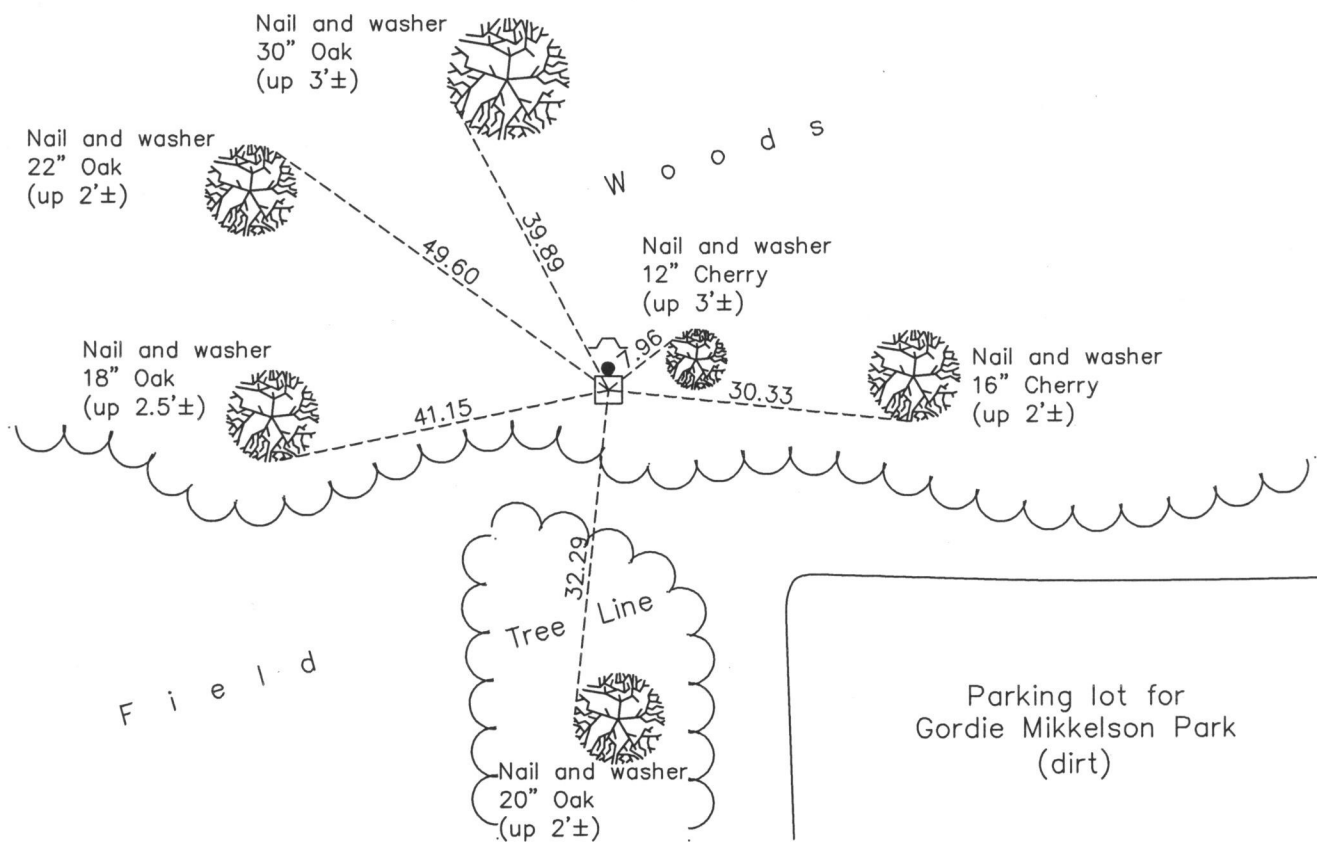 Nail and washer
30" Oak
(up 3'±)
Nail and washer
22" Oak
(up 2'±)
Woods
39.89
49.60
Nail and washer
12" Cherry
(up 3'±)
7.96
Nail and washer
18" Oak
(up 2.5'±)
41.15
30.33
Nail and washer
16" Cherry
(up 2'±)
32.29
Tree Line
Field
Parking lot for
Gordie Mikkelson Park
(dirt)
Nail and washer
20" Oak
(up 2'±)